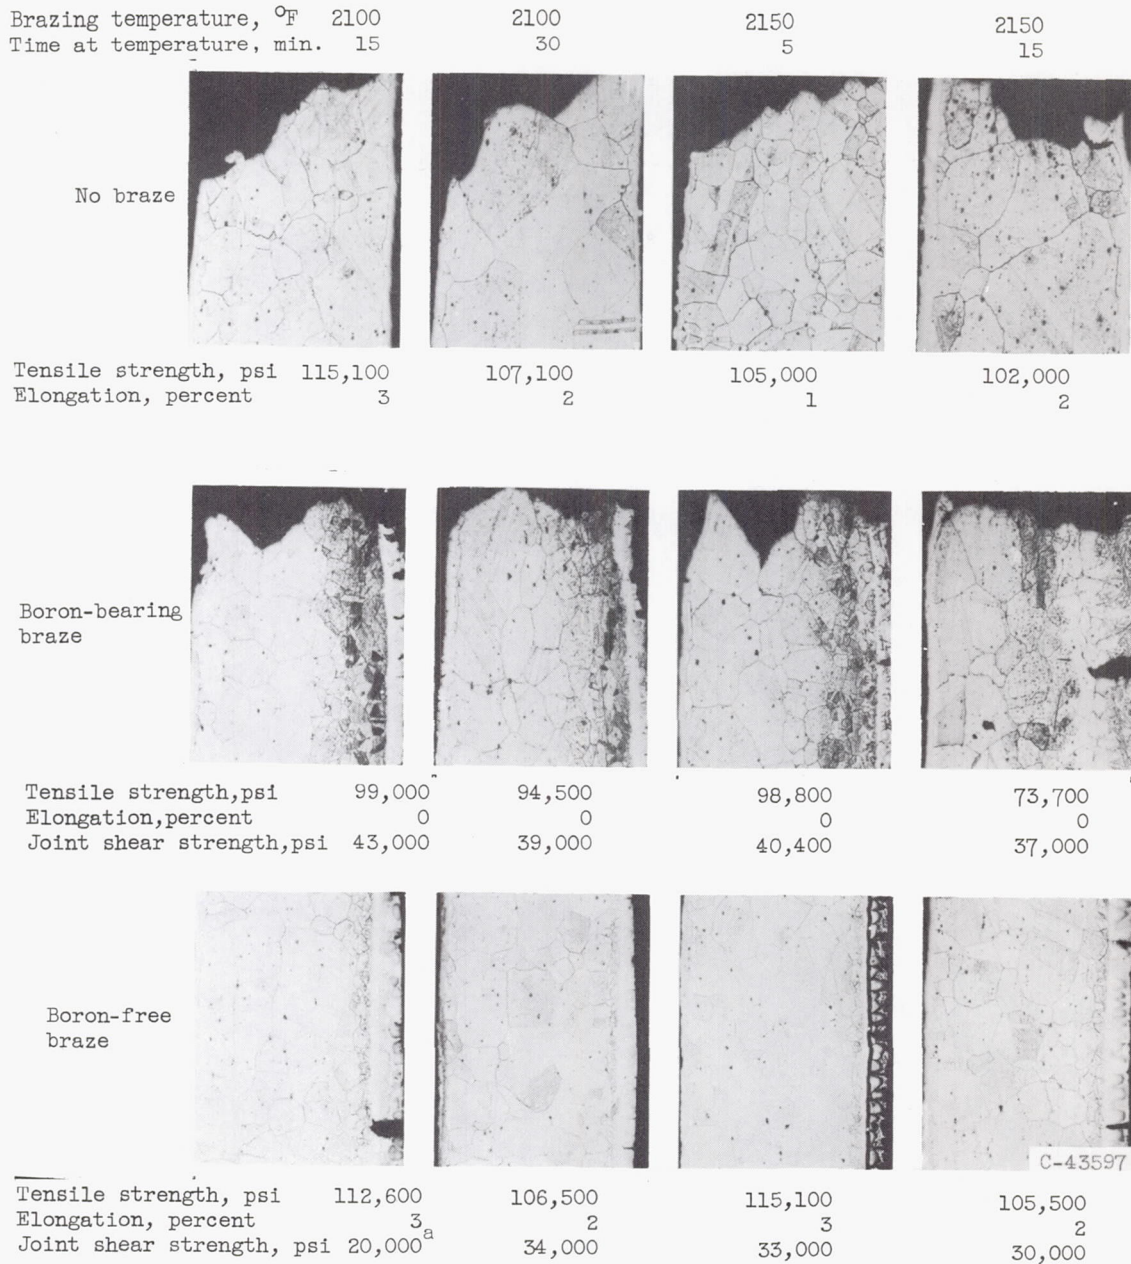 Brazing temperature, °F 2100 2100 2150 2150
Time at temperature, min. 15 30 5 15
No braze
Tensile strength, psi 115,100 107,100 105,000 102,000
Elongation, percent 3 2 1 2
Boron-bearing
braze
Tensile strength,psi 99,000 94,500 98,800 73,700
Elongation,percent 0 0 0 0
Joint shear strength,psi 43,000 39,000 40,400 37,000
Boron-free
braze
C-43597
Tensile strength, psi 112,600 106,500 115,100 105,500
Elongation, percent 3 2 3 2
Joint shear strength, psi 20,000a 34,000 33,000 30,000